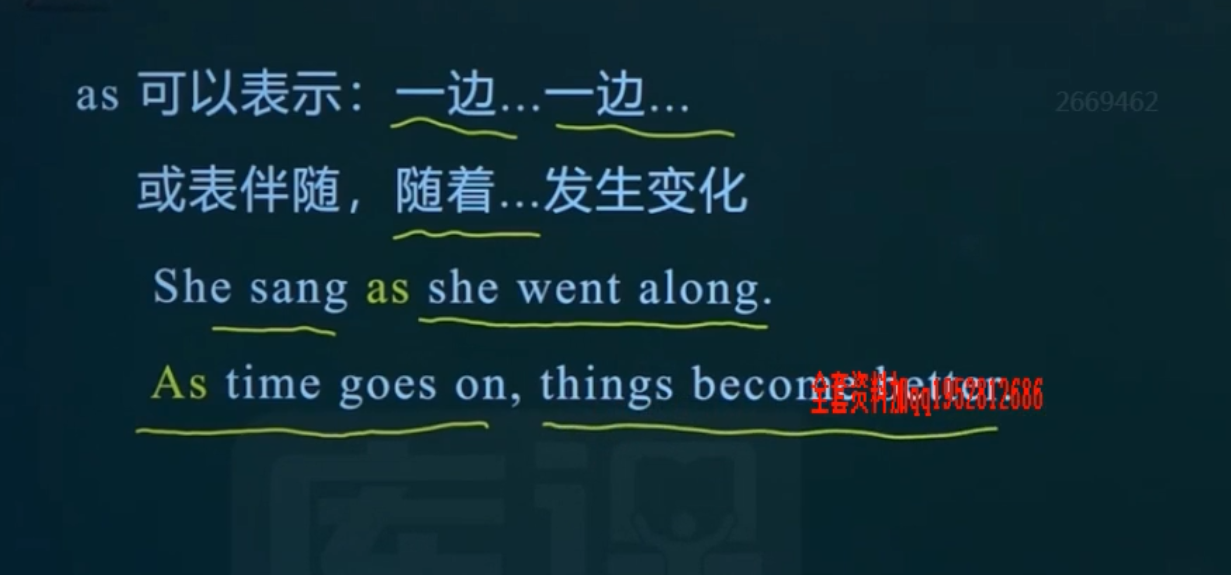 as 可以表示：一边…一边…
2669462
或表伴随，随着…发生变化
She sang as she went along.
As time goes on, things become better.
全套资料加qq1952812686
库课